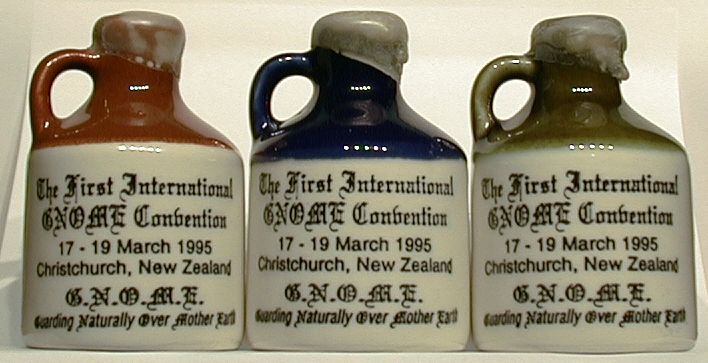 The First International
GNOME Convention
17 - 19 March 1995
Christchurch, New Zealand
G.N.O.M.E.
Guarding Naturally Over Mother Earth
The First International
GNOME Convention
17 - 19 March 1995
Christchurch, New Zealand
G.N.O.M.E.
Guarding Naturally Over Mother Earth
The First International
GNOME Convention
17 - 19 March 1995
Christchurch, New Zealand
G.N.O.M.E.
Guarding Naturally Over Mother Earth